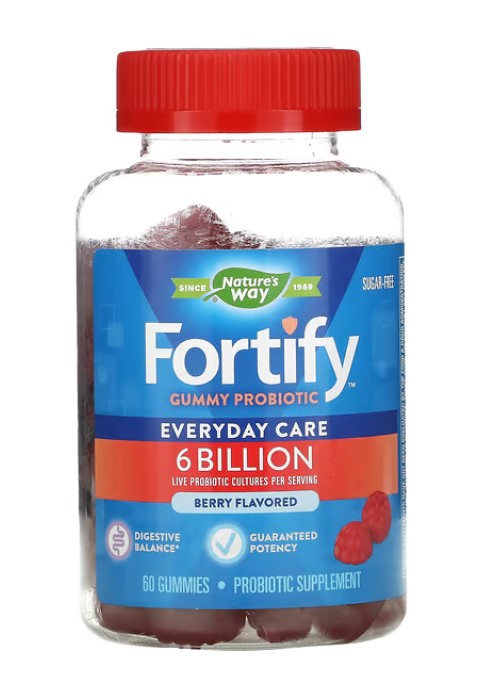 SINCE Nature's Way 1969
SUGAR-FREE
Fortify™
GUMMY PROBIOTIC
EVERYDAY CARE
6 BILLION
LIVE PROBIOTIC CULTURES PER SERVING
BERRY FLAVORED
DIGESTIVE BALANCE*
GUARANTEED POTENCY
60 GUMMIES • PROBIOTIC SUPPLEMENT